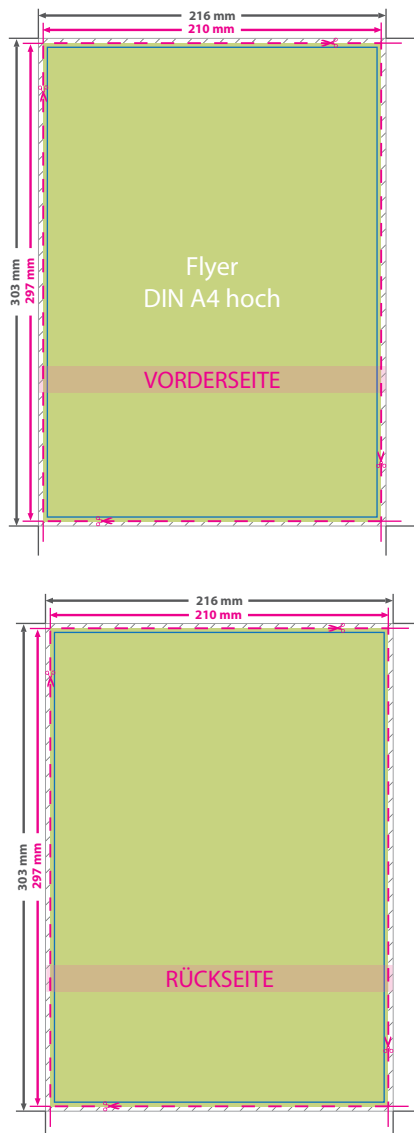 216 mm
210 mm
303 mm
297 mm
Flyer
DIN A4 hoch
VORDERSEITE
216 mm
210 mm
303 mm
297 mm
RÜCKSEITE